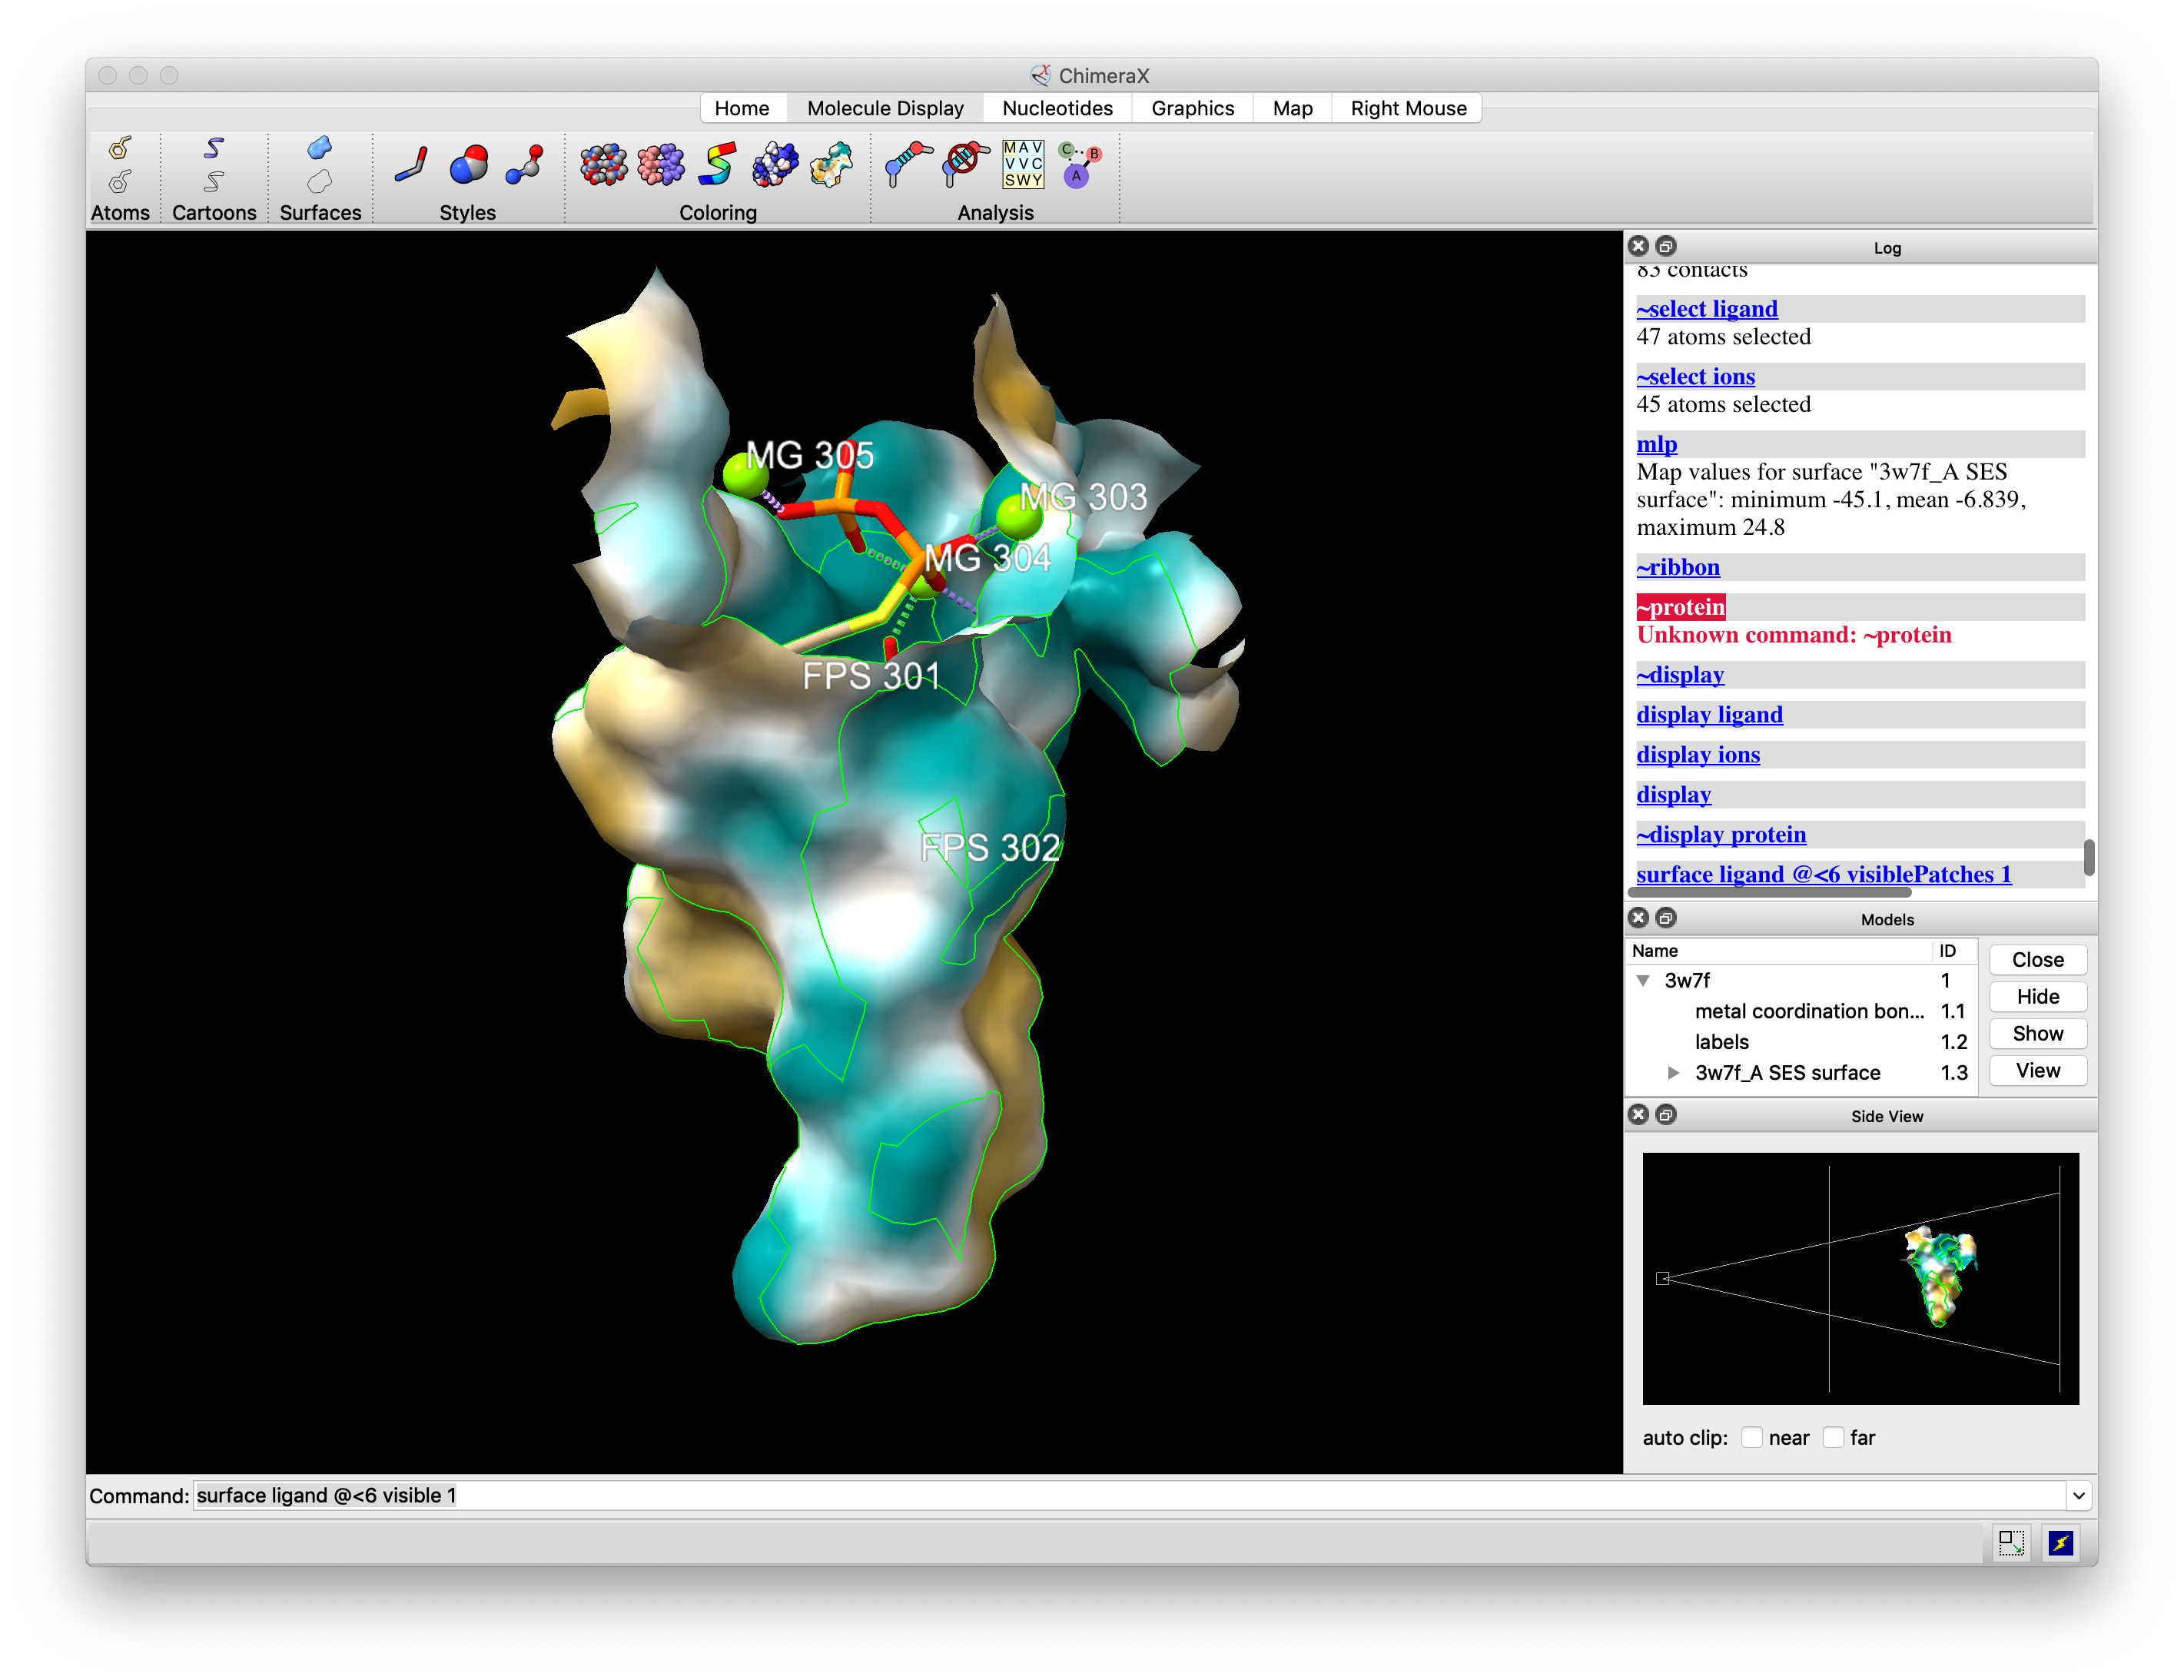 ChimeraX
Home Molecule Display Nucleotides Graphics Map Right Mouse
MAV
VVC
SWY
C B A
Atoms Cartoons Surfaces Styles Coloring Analysis
Log
83 contacts
~select ligand
47 atoms selected
~select ions
45 atoms selected
mlp
Map values for surface "3w7f_A SES
surface": minimum -45.1, mean -6.839,
maximum 24.8
~ribbon
~protein
Unknown command: ~protein
~display
display ligand
display ions
display
~display protein
surface ligand @<6 visiblePatches 1
MG 305
MG 303
MG 304
FPS 301
FPS 302
Models
Name ID
3w7f 1
metal coordination bon... 1.1
labels 1.2
3w7f_A SES surface 1.3
Close
Hide
Show
View
Side View
auto clip: near far
Command: surface ligand @<6 visible 1